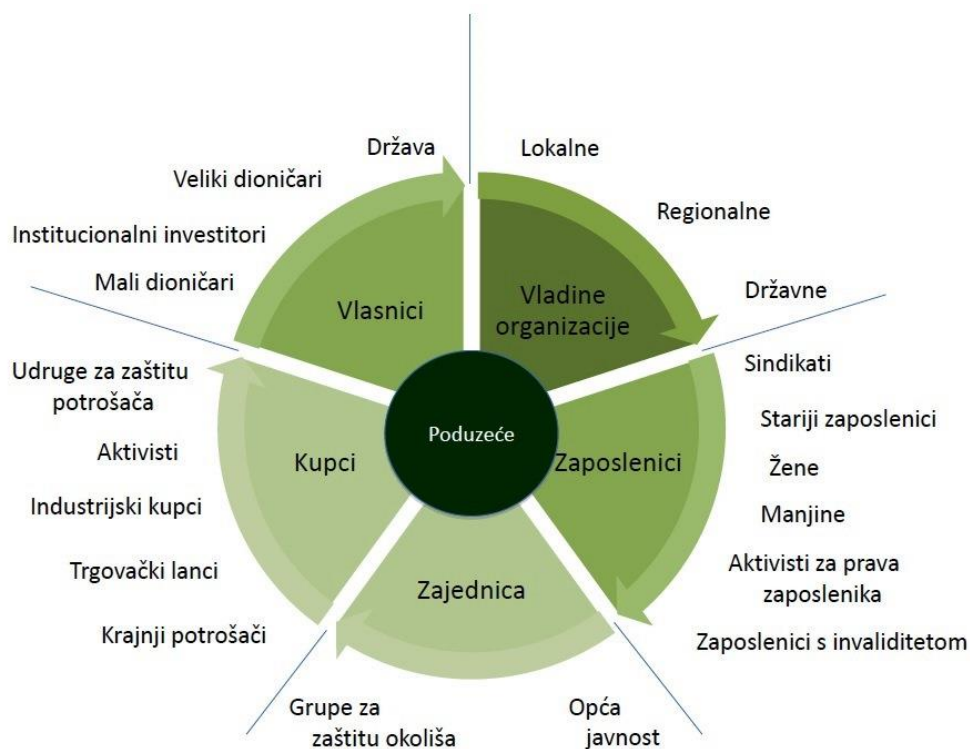 Država
Lokalne
Veliki dioničari
Regionalne
Institucionalni investitori
Mali dioničari
Državne
Vlasnici
Vladine
organizacije
Udruge za zaštitu
potrošača
Sindikati
Stariji zaposlenici
Aktivisti
Kupci
Poduzeće
Zaposlenici
Žene
Industrijski kupci
Manjine
Trgovački lanci
Zajednica
Aktivisti za prava
zaposlenika
Krajnji potrošači
Zaposlenici s invaliditetom
Grupe za
zaštitu okoliša
Opća
javnost